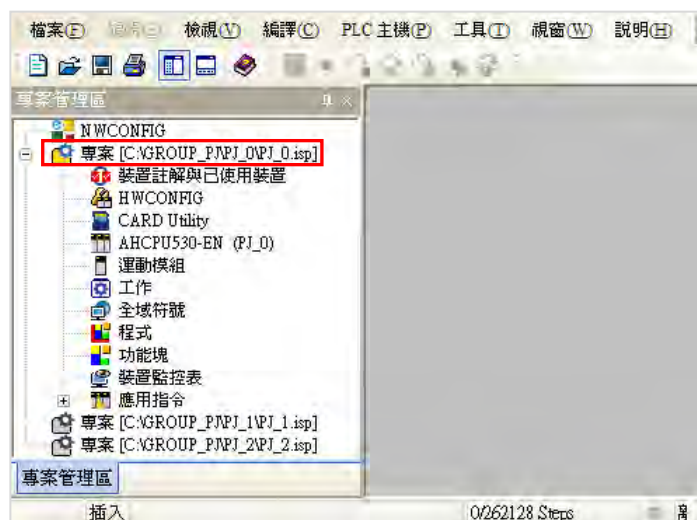 檔案(F) 編輯(E) 檢視(V) 編譯(C) PLC 主機(P) 工具(T) 視窗(W) 說明(H)
專案管理區
NWCONFIG
專案 [C:\GROUP_PJ\PJ_0\PJ_0.isp]
裝置註解與已使用裝置
HWCONFIG
CARD Utility
AHCPU530-EN (PJ_0)
運動模組
工作
全域符號
程式
功能塊
裝置監控表
應用指令
專案 [C:\GROUP_PJ\PJ_1\PJ_1.isp]
專案 [C:\GROUP_PJ\PJ_2\PJ_2.isp]
專案管理區
插入 0/262128 Steps